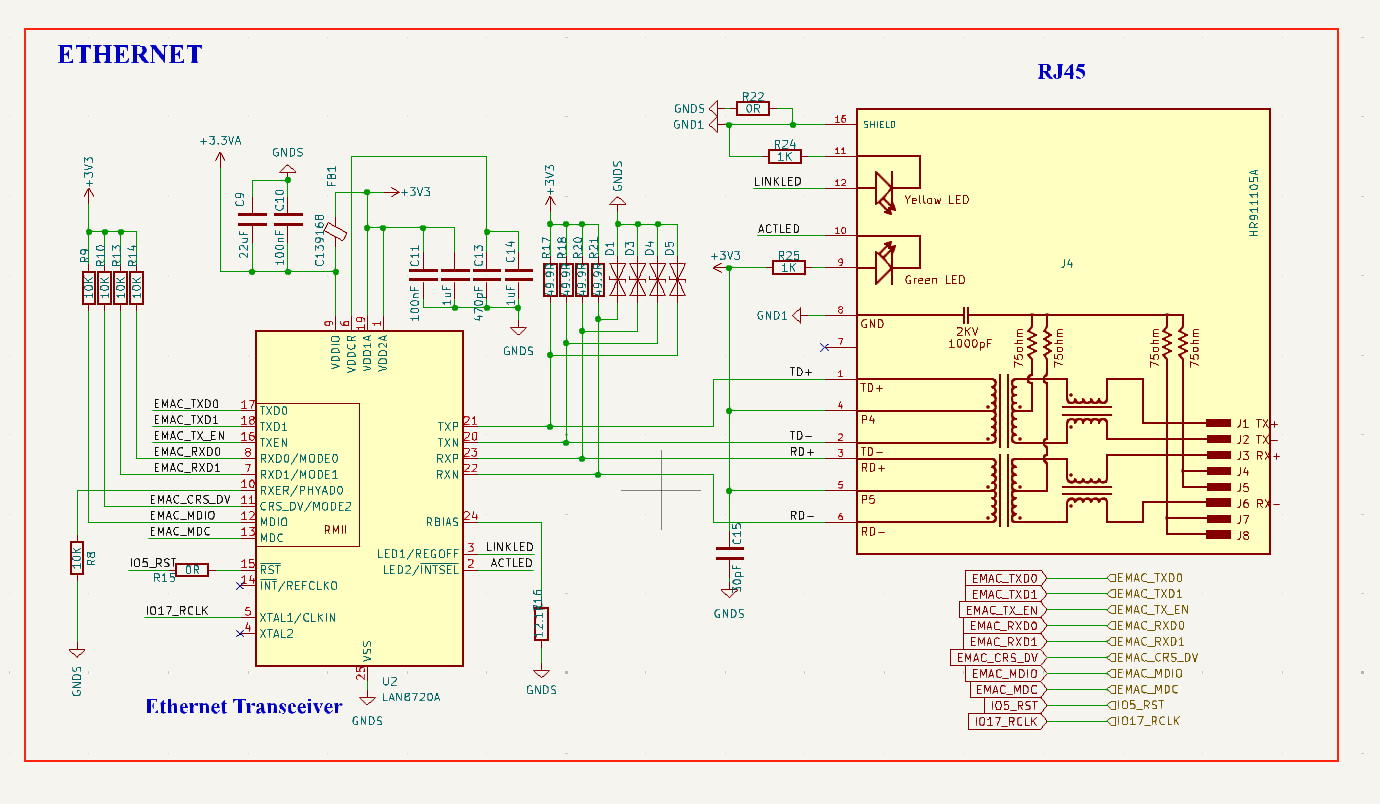 ETHERNET
RJ45
R22
GNDS
0R
GND1
15
SHIELD
R24
1K
11
LINKLED
12
Yellow LED
ACTLED
10
+3V3
R25
1K
9
Green LED
HR911105A
J4
GND1
8
GND
2KV
1000pF
75ohm
75ohm
75ohm
75ohm
7
TD+
1
TD+
4
P4
TD-
2
TD-
RD+
3
RD+
5
P5
RD-
6
RD-
J1 TX+
J2 TX-
J3 RX+
J4
J5
J6 RX-
J7
J8
C15
GNDS
+3.3VA
GNDS
+3V3
C9
22uF
C10
100nF
FB1
C139168
+3V3
R9
R10
R13
R14
10K
10K
10K
10K
C11
100nF
1uF
C13
470pF
C14
1uF
GNDS
+3V3
GNDS
R17
R18
R20
R21
49.9R
49.9R
49.9R
49.9R
D1
D3
D4
D5
9
6
19
1
VDDIO
VDDCR
VDD1A
VDD2A
EMAC_TXD0
17
TXD0
EMAC_TXD1
18
TXD1
EMAC_TX_EN
16
TXEN
EMAC_RXD0
8
RXD0/MODE0
EMAC_RXD1
7
RXD1/MODE1
10
RXER/PHYAD0
EMAC_CRS_DV
11
CRS_DV/MODE2
EMAC_MDIO
12
MDIO
EMAC_MDC
13
MDC
RMII
IO5_RST
R15
0R
15
RST
14
INT/REFCLKO
IO17_RCLK
5
XTAL1/CLKIN
4
XTAL2
10K
R8
GNDS
TXP
21
TXN
20
RXP
23
RXN
22
RBIAS
24
LED1/REGOFF
3
LINKLED
LED2/INTSEL
2
ACTLED
GNDS
VSS
25
U2
LAN8720A
GNDS
Ethernet Transceiver
EMAC_TXD0
EMAC_TXD0
EMAC_TXD1
EMAC_TXD1
EMAC_TX_EN
EMAC_TX_EN
EMAC_RXD0
EMAC_RXD0
EMAC_RXD1
EMAC_RXD1
EMAC_CRS_DV
EMAC_CRS_DV
EMAC_MDIO
EMAC_MDIO
EMAC_MDC
EMAC_MDC
IO5_RST
IO5_RST
IO17_RCLK
IO17_RCLK